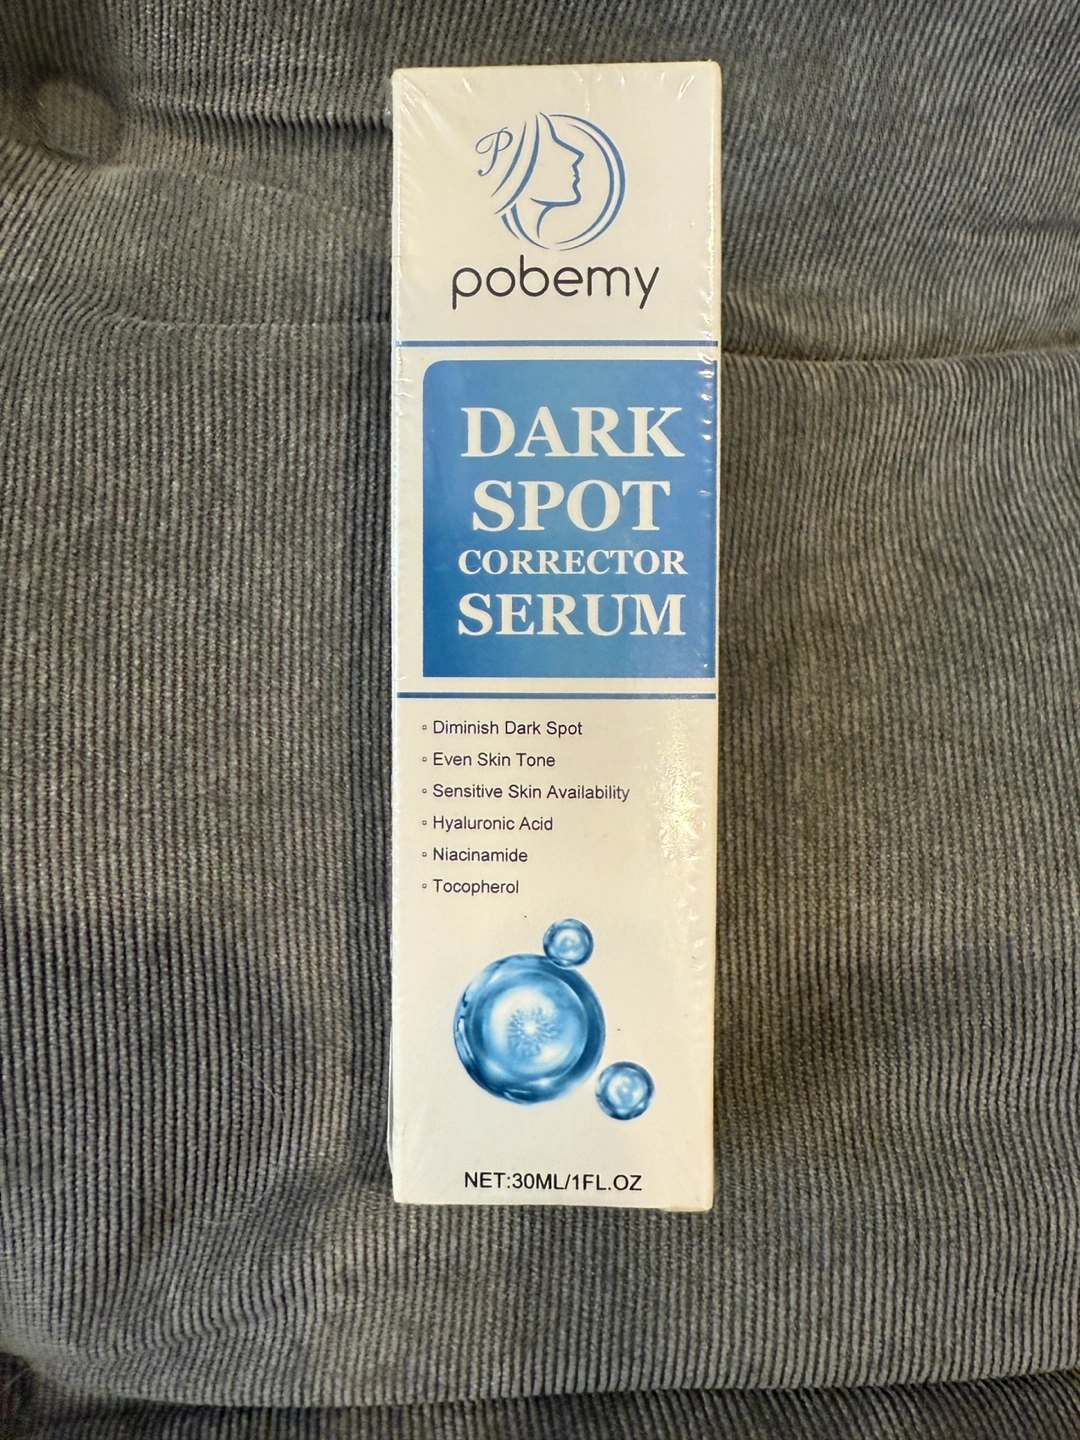 P
pobemy
DARK
SPOT
CORRECTOR
SERUM
▫ Diminish Dark Spot
▫ Even Skin Tone
▫ Sensitive Skin Availability
▫ Hyaluronic Acid
▫ Niacinamide
▫ Tocopherol
NET:30ML/1FL.OZ